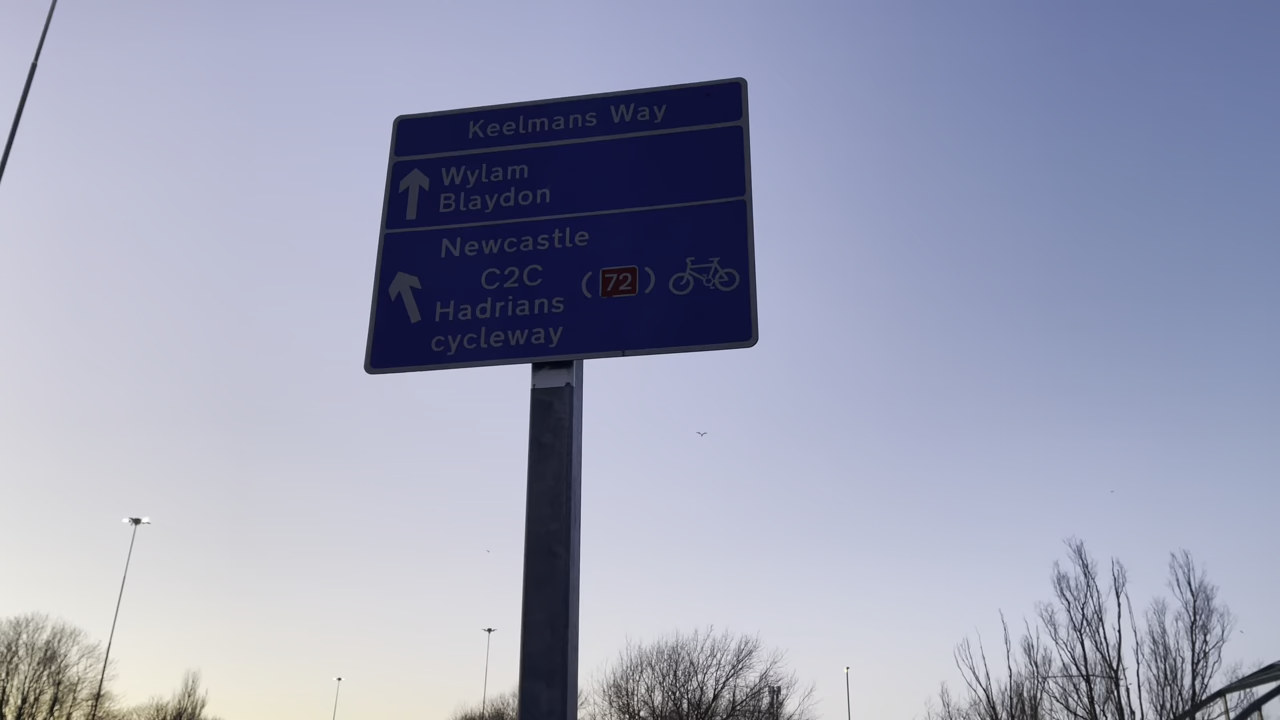 Keelmans Way
Wylam
Blaydon
Newcastle
C2C (72)
Hadrians
cycleway